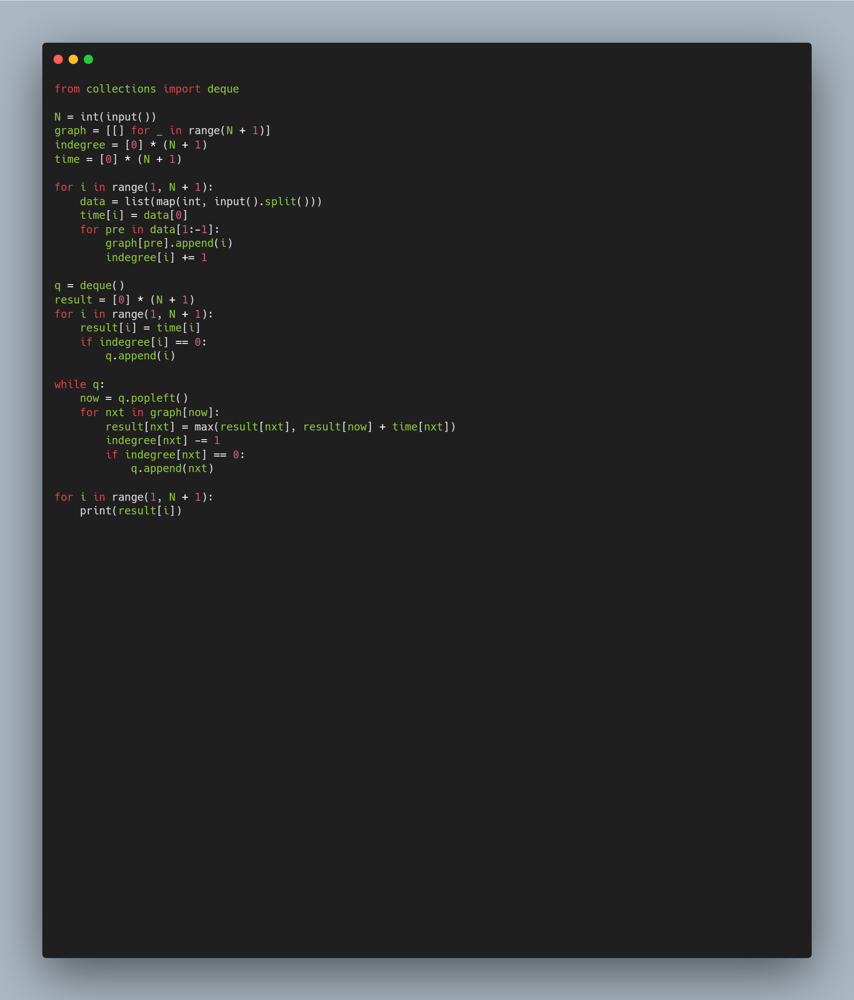 from collections import deque

N = int(input())
graph = [[] for _ in range(N + 1)]
indegree = [0] * (N + 1)
time = [0] * (N + 1)

for i in range(1, N + 1):
    data = list(map(int, input().split()))
    time[i] = data[0]
    for pre in data[1:-1]:
        graph[pre].append(i)
        indegree[i] += 1

q = deque()
result = [0] * (N + 1)
for i in range(1, N + 1):
    result[i] = time[i]
    if indegree[i] == 0:
        q.append(i)

while q:
    now = q.popleft()
    for nxt in graph[now]:
        result[nxt] = max(result[nxt], result[now] + time[nxt])
        indegree[nxt] -= 1
        if indegree[nxt] == 0:
            q.append(nxt)

for i in range(1, N + 1):
    print(result[i])